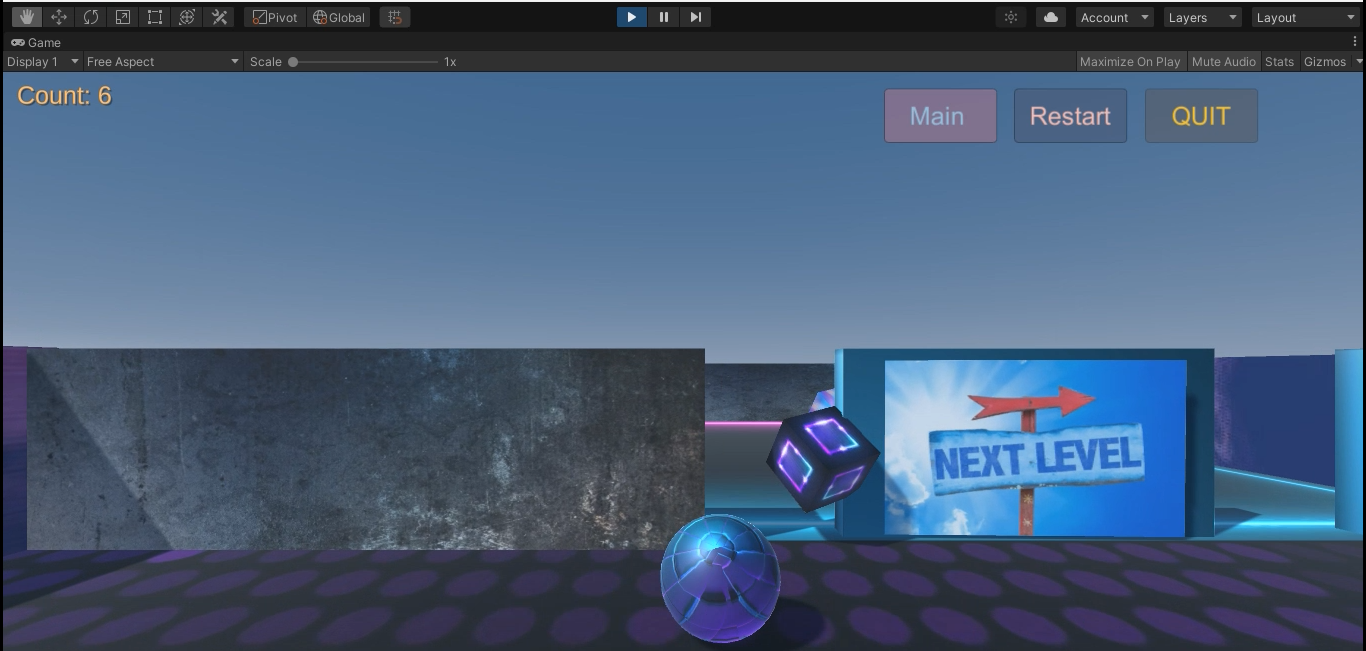 Pivot Global Account Layers Layout
Game
Display 1 Free Aspect Scale 1x Maximize On Play Mute Audio Stats Gizmos
Count: 6
Main Restart QUIT
NEXT LEVEL